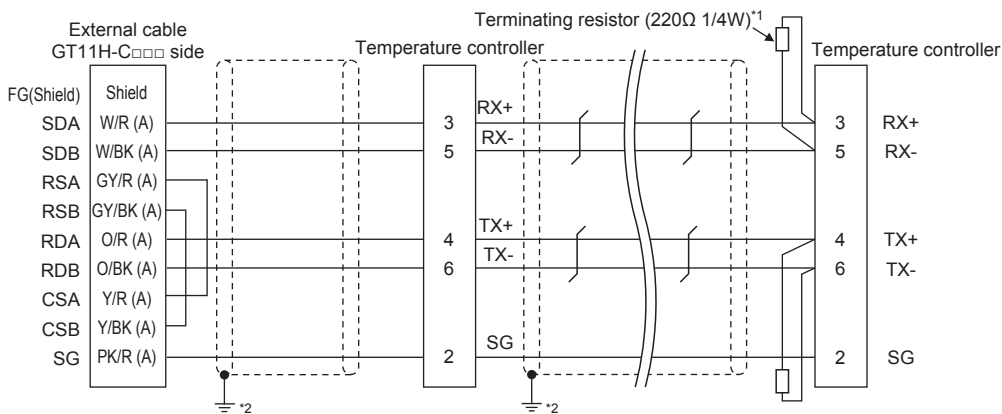 Terminating resistor (220Ω 1/4W)*1
External cable
GT11H-C□□□ side
Temperature controller
Temperature controller
FG(Shield) Shield
SDA W/R (A) 3 RX+ 3 RX+
SDB W/BK (A) 5 RX- 5 RX-
RSA GY/R (A)
RSB GY/BK (A)
RDA O/R (A) 4 TX+ 4 TX+
RDB O/BK (A) 6 TX- 6 TX-
CSA Y/R (A)
CSB Y/BK (A)
SG PK/R (A) 2 SG 2 SG
*2 *2